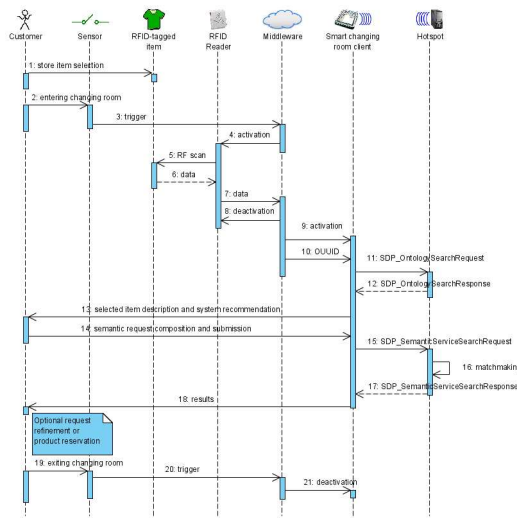 Customer
Sensor
RFID-tagged
item
RFID
Reader
Middleware
Smart changing
room client
Hotspot
1: store item selection
2: entering changing room
3: trigger
4: activation
5: RF scan
6: data
7: data
8: deactivation
9: activation
10: OUUID
11: SDP_OntologySearchRequest
12: SDP_OntologySearchResponse
13: selected item description and system recommendation
14: semantic request composition and submission
15: SDP_SemanticServiceSearchRequest
16: matchmakin
17: SDP_SemanticServiceSearchResponse
18: results
Optional request
refinement or
product reservation
19: exiting changing room
20: trigger
21: deactivation